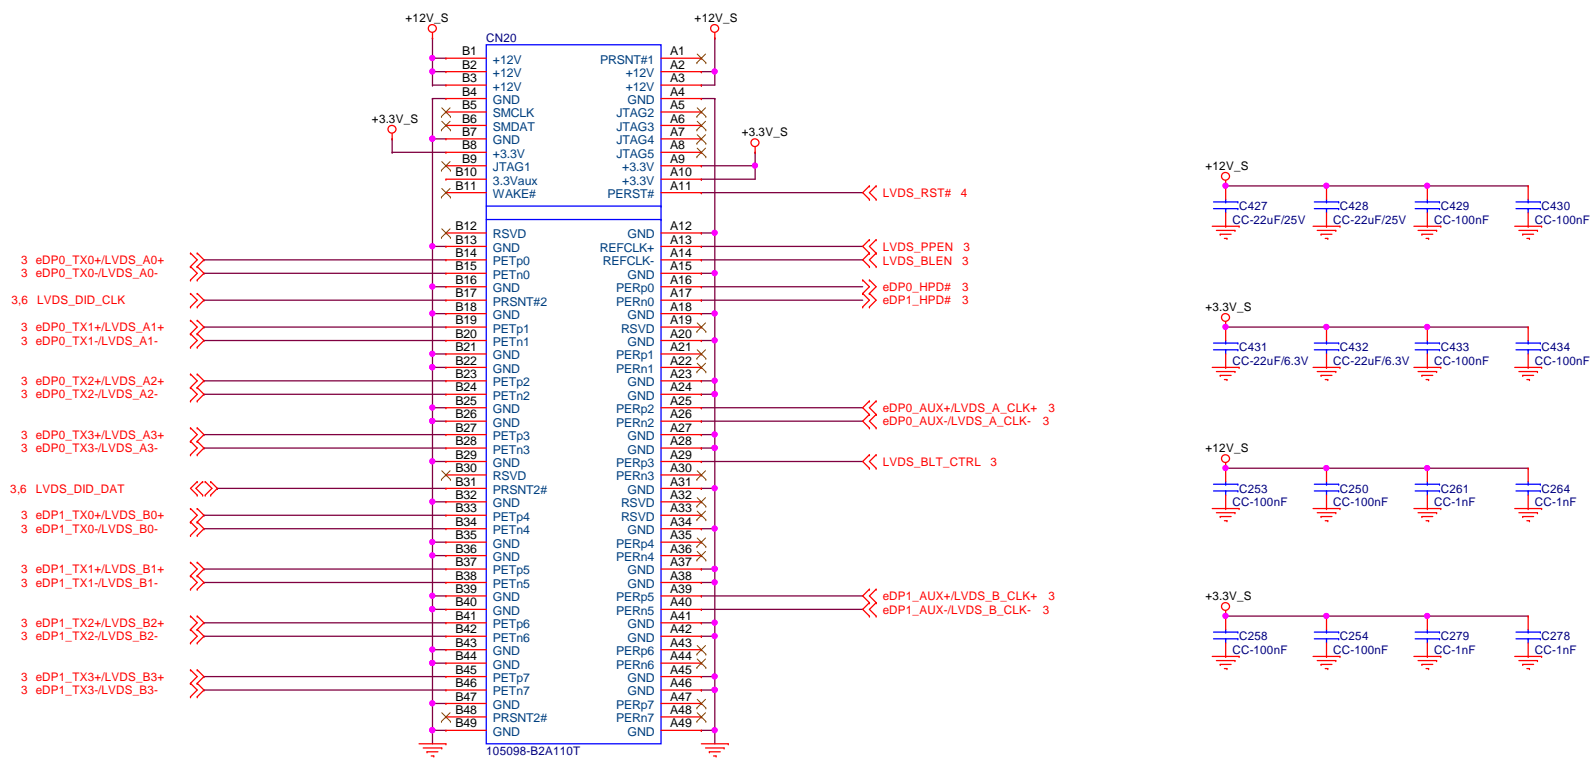 +12V_S
+12V_S
CN20
B1 +12V PRSNT#1 A1
B2 +12V +12V A2
B3 +12V +12V A3
B4 GND GND A4
B5 SMCLK JTAG2 A5
B6 SMDAT JTAG3 A6
B7 GND JTAG4 A7
+3.3V_S
+3.3V_S
B8 +3.3V JTAG5 A8
B9 JTAG1 +3.3V A9
B10 3.3Vaux +3.3V A10
B11 WAKE# PERST# A11 LVDS_RST# 4
B12 RSVD GND A12
B13 GND REFCLK+ A13 LVDS_PPEN 3
3 eDP0_TX0+/LVDS_A0+ B14 PETp0 REFCLK- A14 LVDS_BLEN 3
3 eDP0_TX0-/LVDS_A0- B15 PETn0 GND A15
B16 GND PERp0 A16 eDP0_HPD# 3
3,6 LVDS_DID_CLK B17 PRSNT#2 PERn0 A17 eDP1_HPD# 3
B18 GND GND A18
3 eDP0_TX1+/LVDS_A1+ B19 PETp1 RSVD A19
3 eDP0_TX1-/LVDS_A1- B20 PETn1 GND A20
B21 GND PERp1 A21
B22 GND PERn1 A22
3 eDP0_TX2+/LVDS_A2+ B23 PETp2 GND A23
3 eDP0_TX2-/LVDS_A2- B24 PETn2 GND A24
B25 GND PERp2 A25 eDP0_AUX+/LVDS_A_CLK+ 3
B26 GND PERn2 A26 eDP0_AUX-/LVDS_A_CLK- 3
3 eDP0_TX3+/LVDS_A3+ B27 PETp3 GND A27
3 eDP0_TX3-/LVDS_A3- B28 PETn3 GND A28
B29 GND PERp3 A29 LVDS_BLT_CTRL 3
B30 RSVD PERn3 A30
3,6 LVDS_DID_DAT B31 PRSNT2# GND A31
B32 GND RSVD A32
3 eDP1_TX0+/LVDS_B0+ B33 PETp4 RSVD A33
3 eDP1_TX0-/LVDS_B0- B34 PETn4 GND A34
B35 GND PERp4 A35
B36 GND PERn4 A36
3 eDP1_TX1+/LVDS_B1+ B37 PETp5 GND A37
3 eDP1_TX1-/LVDS_B1- B38 PETn5 GND A38
B39 GND PERp5 A39 eDP1_AUX+/LVDS_B_CLK+ 3
B40 GND PERn5 A40 eDP1_AUX-/LVDS_B_CLK- 3
3 eDP1_TX2+/LVDS_B2+ B41 PETp6 GND A41
3 eDP1_TX2-/LVDS_B2- B42 PETn6 GND A42
B43 GND PERp6 A43
B44 GND PERn6 A44
3 eDP1_TX3+/LVDS_B3+ B45 PETp7 GND A45
3 eDP1_TX3-/LVDS_B3- B46 PETn7 GND A46
B47 GND PERp7 A47
B48 PRSNT2# PERn7 A48
B49 GND GND A49
105098-B2A110T
+12V_S
C427 C428 C429 C430
CC-22uF/25V CC-22uF/25V CC-100nF CC-100nF
+3.3V_S
C431 C432 C433 C434
CC-22uF/6.3V CC-22uF/6.3V CC-100nF CC-100nF
+12V_S
C253 C250 C261 C264
CC-100nF CC-100nF CC-1nF CC-1nF
+3.3V_S
C258 C254 C279 C278
CC-100nF CC-100nF CC-1nF CC-1nF